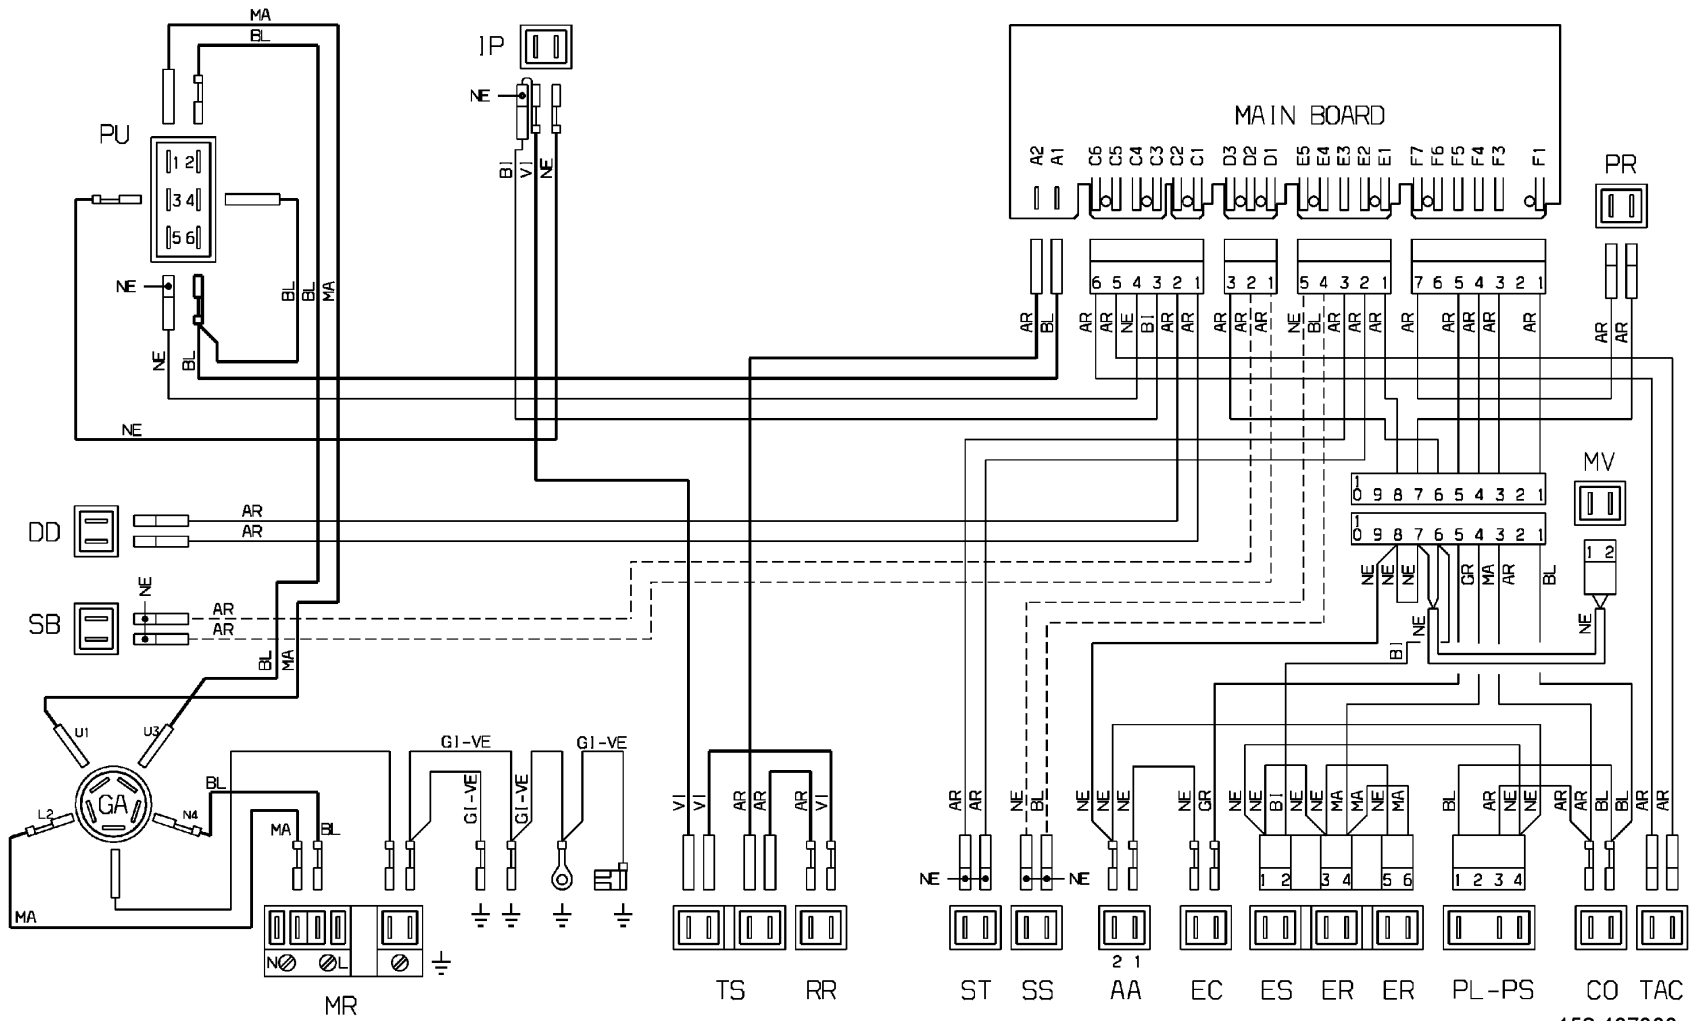 MA
BL
IP
NE
PU
1 2
3 4
5 6
NE
BL
BL
MA
NE
BL
NE
BI
VI
NE
MAIN BOARD
A2 A1 C6 C5 C4 C3 C2 C1 D3 D2 D1 E5 E4 E3 E2 E1 F7 F6 F5 F4 F3 F1
PR
6 5 4 3 2 1
3 2 1
5 4 3 2 1
7 6 5 4 3 2 1
AR BL AR AR NE BI AR AR AR AR AR NE BL AR AR AR AR AR AR AR AR
AR AR
MV
10 9 8 7 6 5 4 3 2 1
10 9 8 7 6 5 4 3 2 1
1 2
NE NE NE GR MA AR BL
NE
BI
NE
DD
AR
AR
NE
SB
AR
AR
BL
MA
U1
U3
GA
L2
N4
BL
MA
MA
BL
GI-VE
GI-VE
GI-VE
GI-VE
N
L
MR
VI VI AR AR AR VI
TS
RR
AR AR
NE
ST
NE BL
NE
SS
NE NE NE
2 1
AA
NE GR
EC
NE NE BI NE NE MA MA NE MA
1 2 3 4 5 6
ES
ER
ER
BL AR NE NE
1 2 3 4
PL-PS
AR AR BL BL
CO
AR AR
TAC